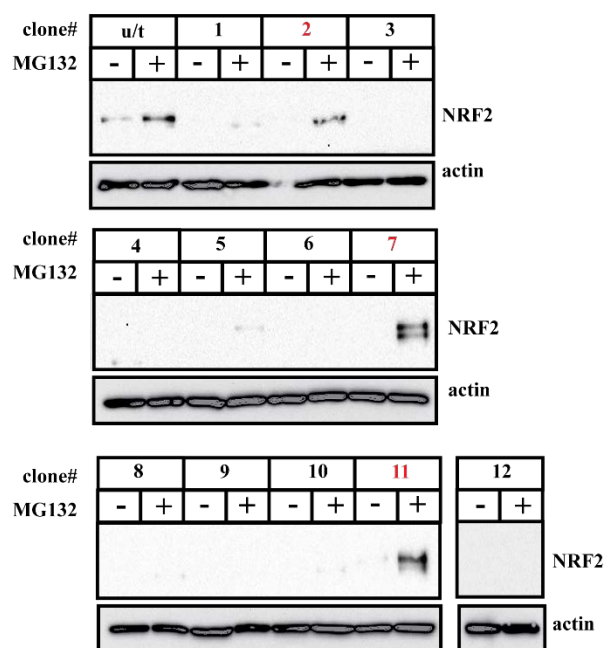 clone# u/t 1 2 3
MG132 - + - + - + - +
NRF2
actin
clone# 4 5 6 7
MG132 - + - + - + - +
NRF2
actin
clone# 8 9 10 11 12
MG132 - + - + - + - + - +
NRF2
actin